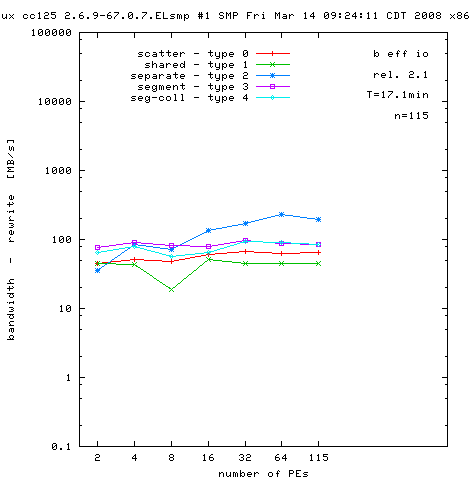 ux cc125 2.6.9-67.0.7.ELsmp #1 SMP Fri Mar 14 09:24:11 CDT 2008 x86
100000
scatter - type 0
b eff io
shared - type 1
separate - type 2
rel. 2.1
segment - type 3
T=17.1min
seg-coll - type 4
10000
n=115
1000
bandwidth - rewrite [MB/s]
100
10
1
0.1
2 4 8 16 32 64 115
number of PEs